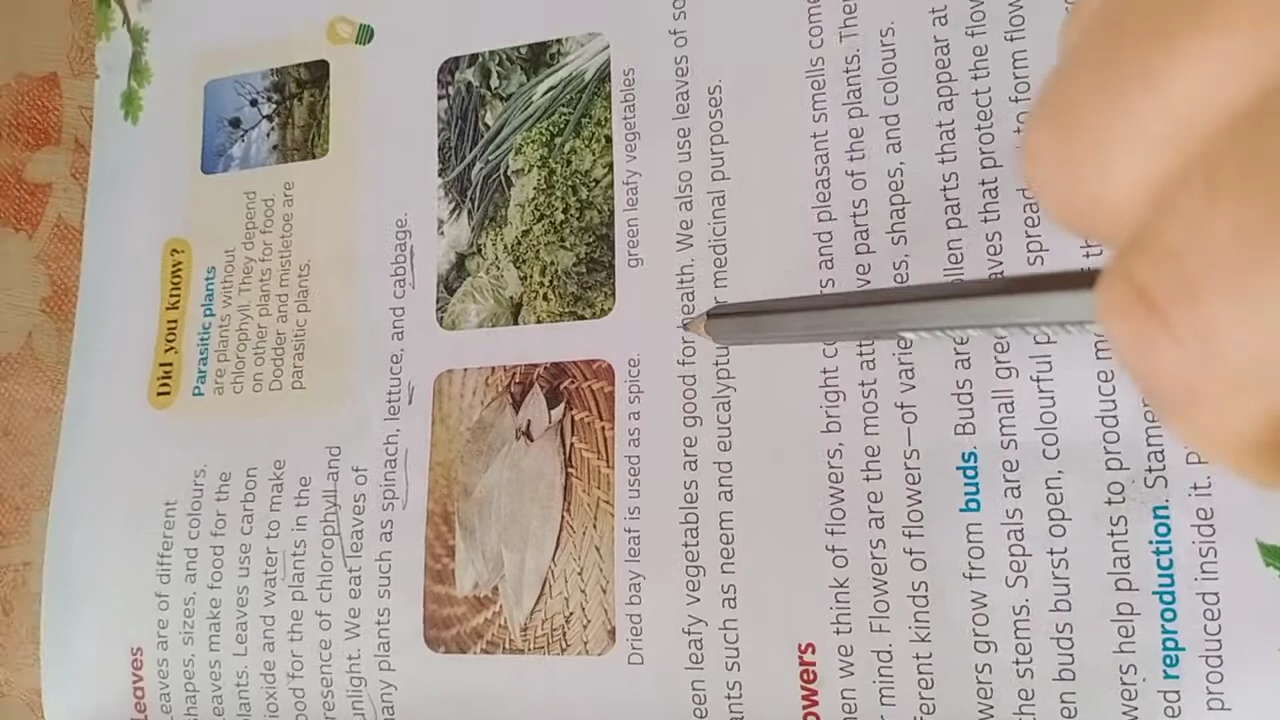 Leaves
Leaves are of different
shapes, sizes, and colours.
Leaves make food for the
plants. Leaves use carbon
dioxide and water to make
food for the plants in the
presence of chlorophyll and
sunlight. We eat leaves of
many plants such as spinach, lettuce, and cabbage.
Did you know?
Parasitic plants
are plants without
chlorophyll. They depend
on other plants for food.
Dodder and mistletoe are
parasitic plants.
Dried bay leaf is used as a spice.
green leafy vegetables
een leafy vegetables are good for health. We also use leaves of so
ants such as neem and eucalyptu r medicinal purposes.
owers
hen we think of flowers, bright co rs and pleasant smells come
r mind. Flowers are the most att ve parts of the plants. Ther
ferent kinds of flowers—of varie es, shapes, and colours.
wers grow from buds. Buds are llen parts that appear at
the stems. Sepals are small gree aves that protect the flow
en buds burst open, colourful p spread to form flow
wers help plants to produce m f th
ed reproduction. Stamen
produced inside it. P